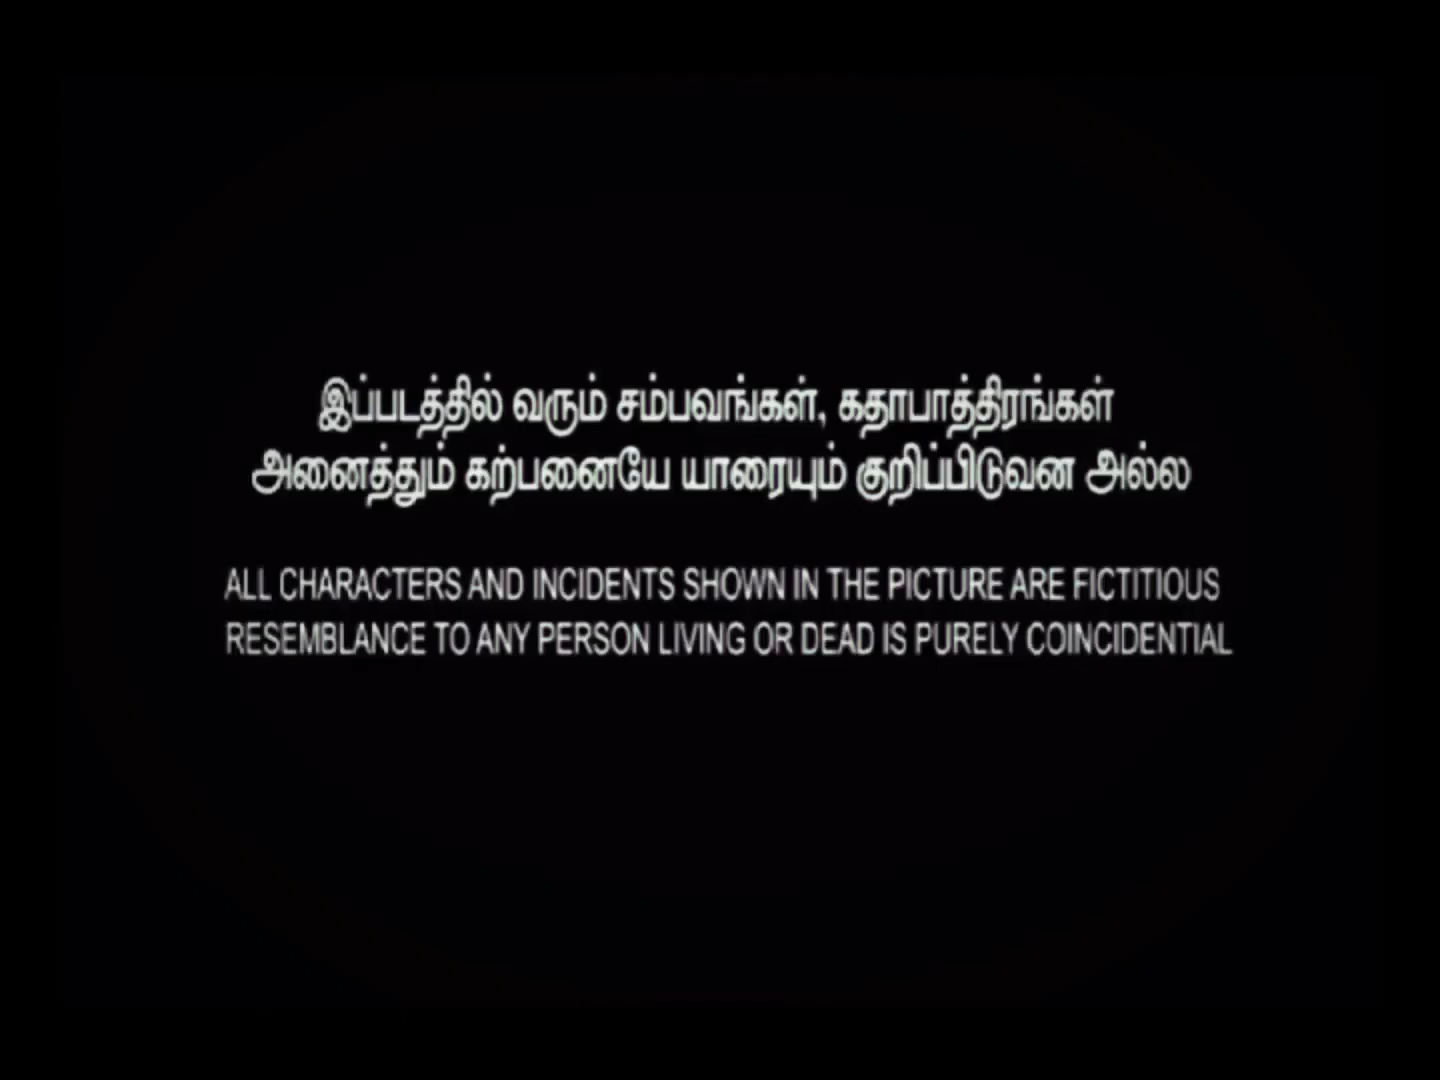 இப்படத்தில் வரும் சம்பவங்கள், கதாபாத்திரங்கள்
அனைத்தும் கற்பனையே யாரையும் குறிப்பிடுவன அல்ல
ALL CHARACTERS AND INCIDENTS SHOWN IN THE PICTURE ARE FICTITIOUS
RESEMBLANCE TO ANY PERSON LIVING OR DEAD IS PURELY COINCIDENTIAL